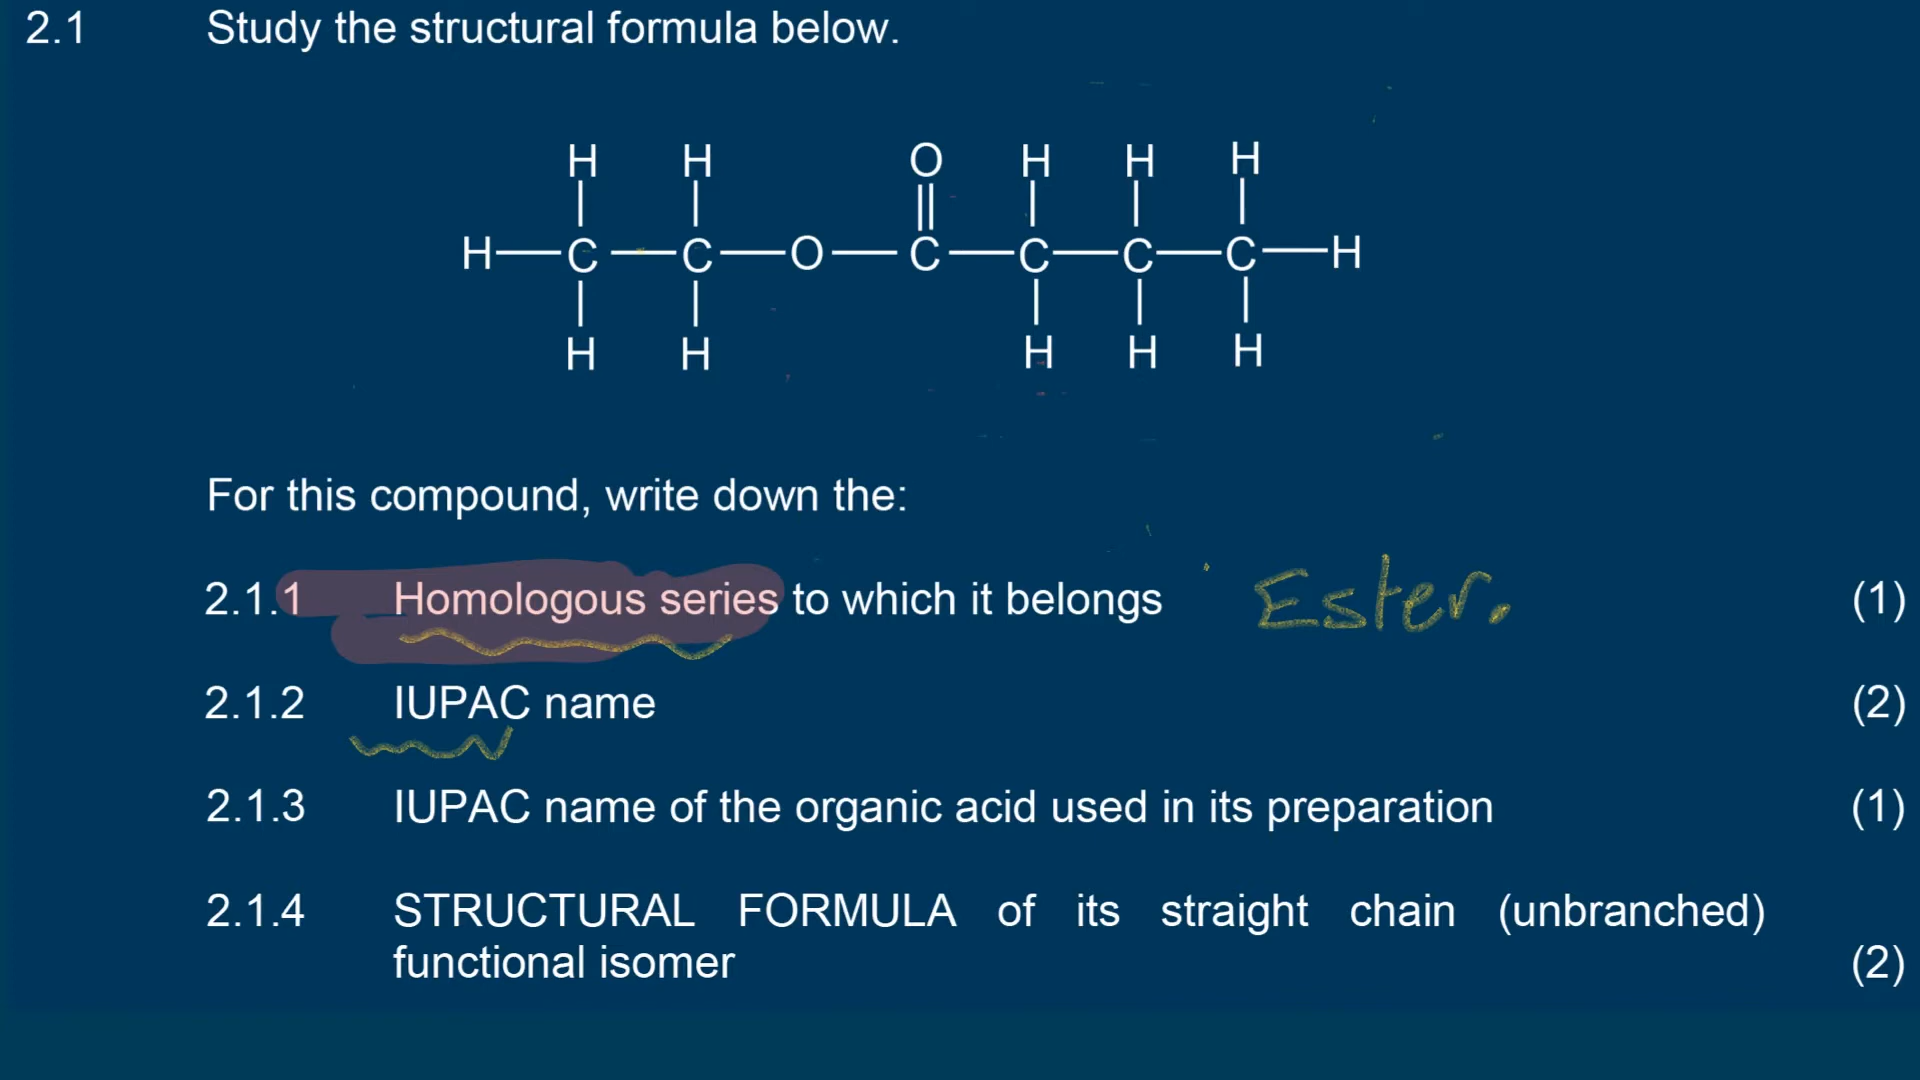 2.1 Study the structural formula below.
H H O H H H
H C C O C C C C H
H H H H H
For this compound, write down the:
2.1.1 Homologous series to which it belongs Ester. (1)
2.1.2 IUPAC name (2)
2.1.3 IUPAC name of the organic acid used in its preparation (1)
2.1.4 STRUCTURAL FORMULA of its straight chain (unbranched)
functional isomer (2)